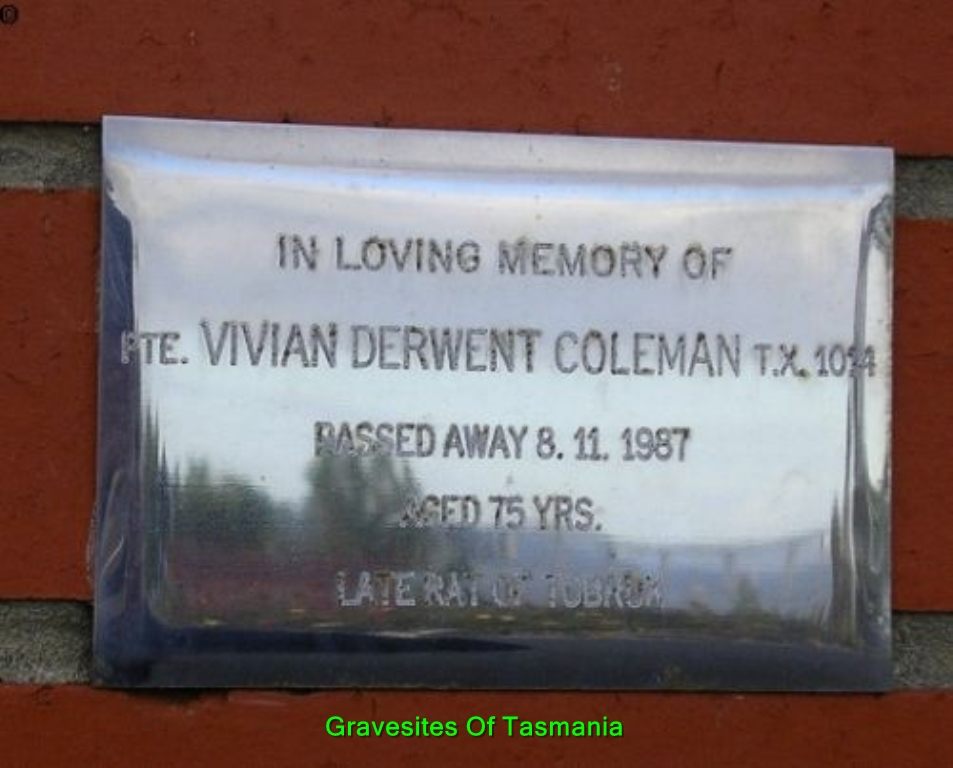 IN LOVING MEMORY OF
PTE. VIVIAN DERWENT COLEMAN T.X.
PASSED AWAY 8. 11. 1987
AGED 75 YRS.
LATE RAT OF TOBRUK
Gravesites Of Tasmania